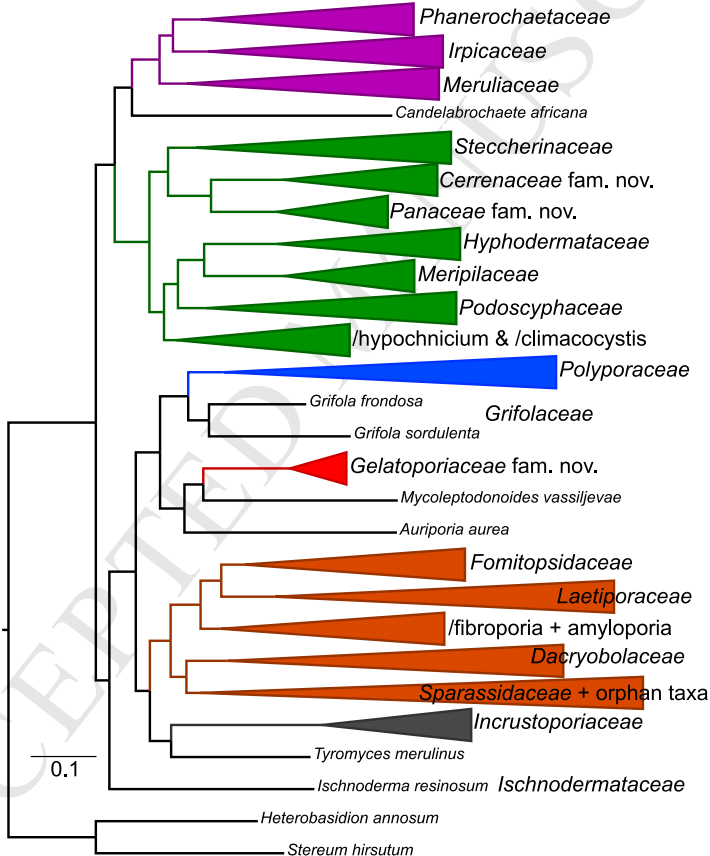 Phanerochaetaceae
Irpicaceae
Meruliaceae
Candelabrochaete africana
Steccherinaceae
Cerrenaceae fam. nov.
Panaceae fam. nov.
Hyphodermataceae
Meripilaceae
Podoscyphaceae
/hypochnicium & /climacocystis
Polyporaceae
Grifola frondosa
Grifolaceae
Grifola sordulenta
Gelatoporiaceae fam. nov.
Mycoleptodonoides vassiljevae
Auriporia aurea
Fomitopsidaceae
Laetiporaceae
/fibroporia + amyloporia
Dacryobolaceae
Sparassidaceae + orphan taxa
Incrustoporiaceae
Tyromyces merulinus
0.1
Ischnoderma resinosum Ischnodermataceae
Heterobasidion annosum
Stereum hirsutum